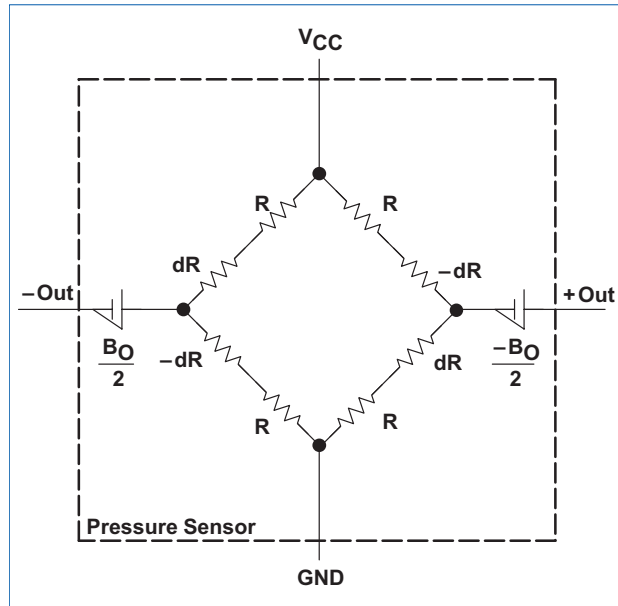 VCC
R
R
dR
–dR
–Out
+Out
BO
2
–dR
dR
–BO
2
R
R
Pressure Sensor
GND